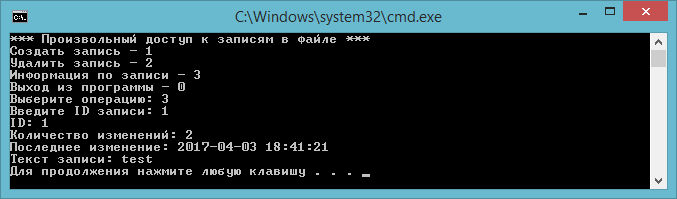 C:\Windows\system32\cmd.exe
*** Произвольный доступ к записям в файле ***
Создать запись - 1
Удалить запись - 2
Информация по записи - 3
Выход из программы - 0
Выберите операцию: 3
Введите ID записи: 1
ID: 1
Количество изменений: 2
Последнее изменение: 2017-04-03 18:41:21
Текст записи: test
Для продолжения нажмите любую клавишу . . .